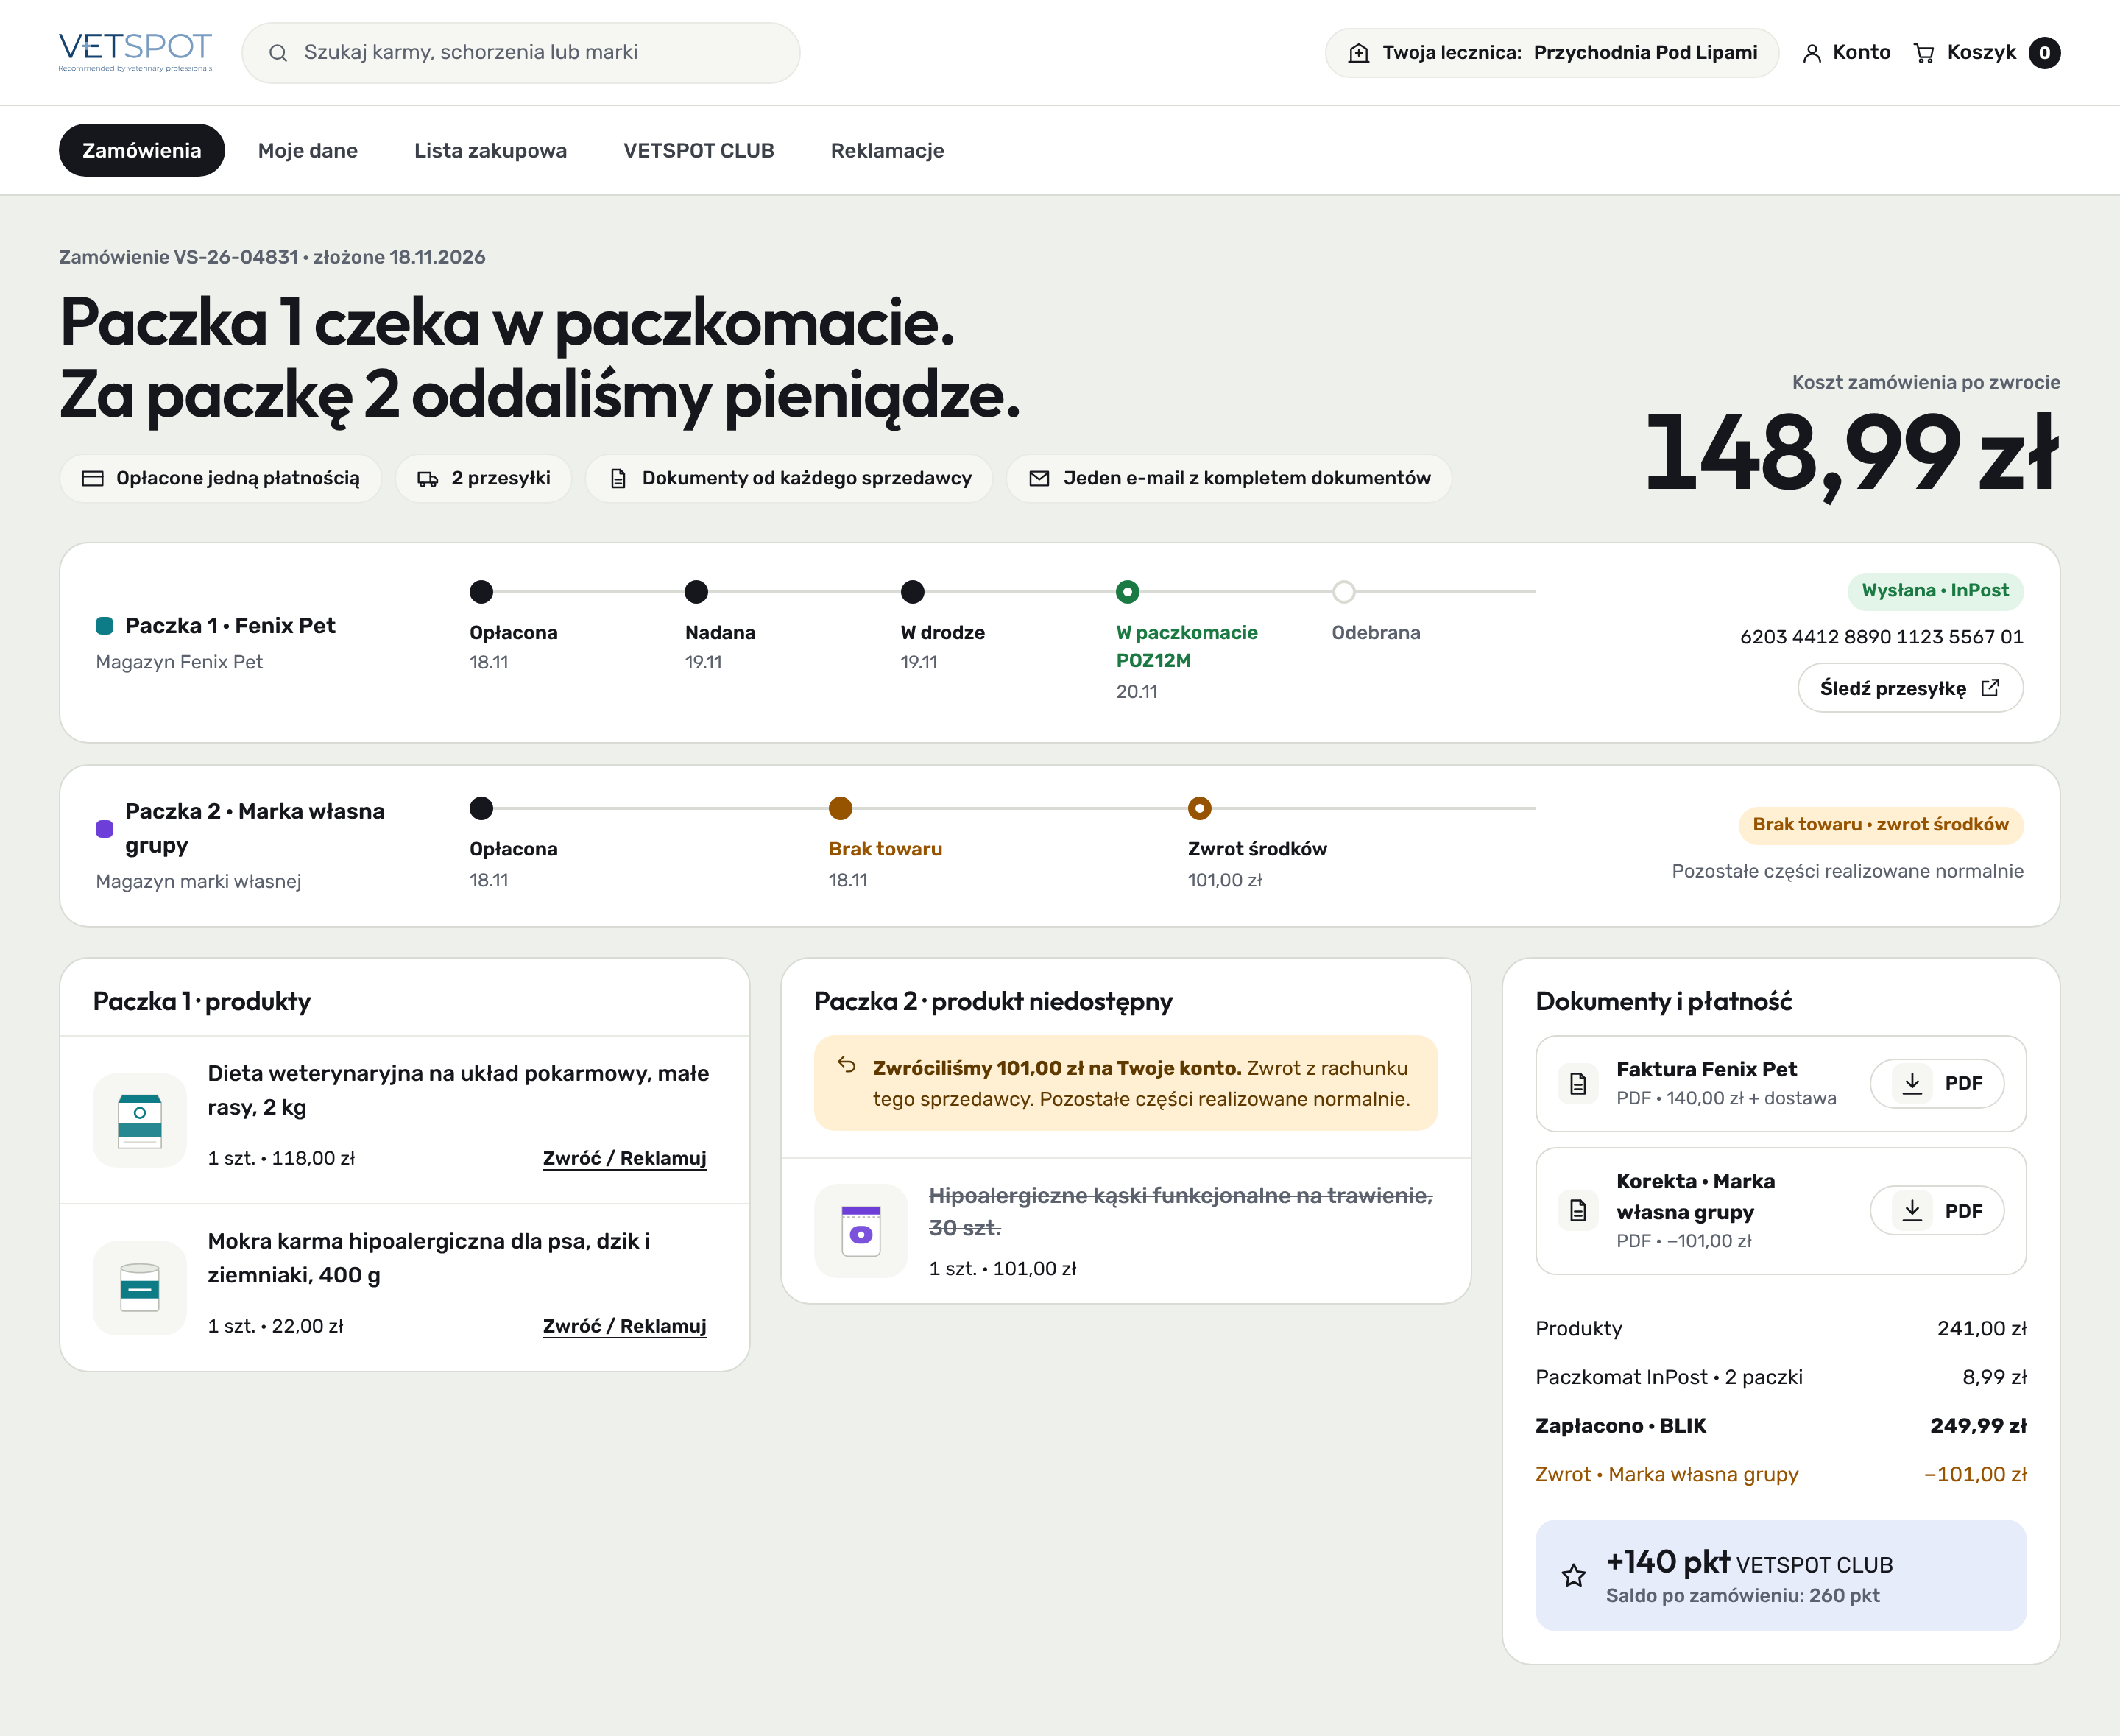 VETSPOT
Recommended by veterinary professionals
Szukaj karmy, schorzenia lub marki
Twoja lecznica: Przychodnia Pod Lipami
Konto
Koszyk 0
Zamówienia
Moje dane
Lista zakupowa
VETSPOT CLUB
Reklamacje
Zamówienie VS-26-04831 • złożone 18.11.2026
Paczka 1 czeka w paczkomacie.
Za paczkę 2 oddaliśmy pieniądze.
Opłacone jedną płatnością
2 przesyłki
Dokumenty od każdego sprzedawcy
Jeden e-mail z kompletem dokumentów
Koszt zamówienia po zwrocie
148,99 zł
Paczka 1 • Fenix Pet
Magazyn Fenix Pet
Opłacona
18.11
Nadana
19.11
W drodze
19.11
W paczkomacie
POZ12M
20.11
Odebrana
Wysłana • InPost
6203 4412 8890 1123 5567 01
Śledź przesyłkę
Paczka 2 • Marka własna
grupy
Magazyn marki własnej
Opłacona
18.11
Brak towaru
18.11
Zwrot środków
101,00 zł
Brak towaru • zwrot środków
Pozostałe części realizowane normalnie
Paczka 1 · produkty
Dieta weterynaryjna na układ pokarmowy, małe
rasy, 2 kg
1 szt. • 118,00 zł
Zwróć / Reklamuj
Mokra karma hipoalergiczna dla psa, dzik i
ziemniaki, 400 g
1 szt. • 22,00 zł
Zwróć / Reklamuj
Paczka 2 · produkt niedostępny
Zwróciliśmy 101,00 zł na Twoje konto. Zwrot z rachunku
tego sprzedawcy. Pozostałe części realizowane normalnie.
Hipoalergiczne kąski funkcjonalne na trawienie,
30 szt.
1 szt. • 101,00 zł
Dokumenty i płatność
Faktura Fenix Pet
PDF • 140,00 zł + dostawa
PDF
Korekta • Marka
własna grupy
PDF • −101,00 zł
PDF
Produkty 241,00 zł
Paczkomat InPost • 2 paczki 8,99 zł
Zapłacono • BLIK 249,99 zł
Zwrot • Marka własna grupy −101,00 zł
+140 pkt VETSPOT CLUB
Saldo po zamówieniu: 260 pkt